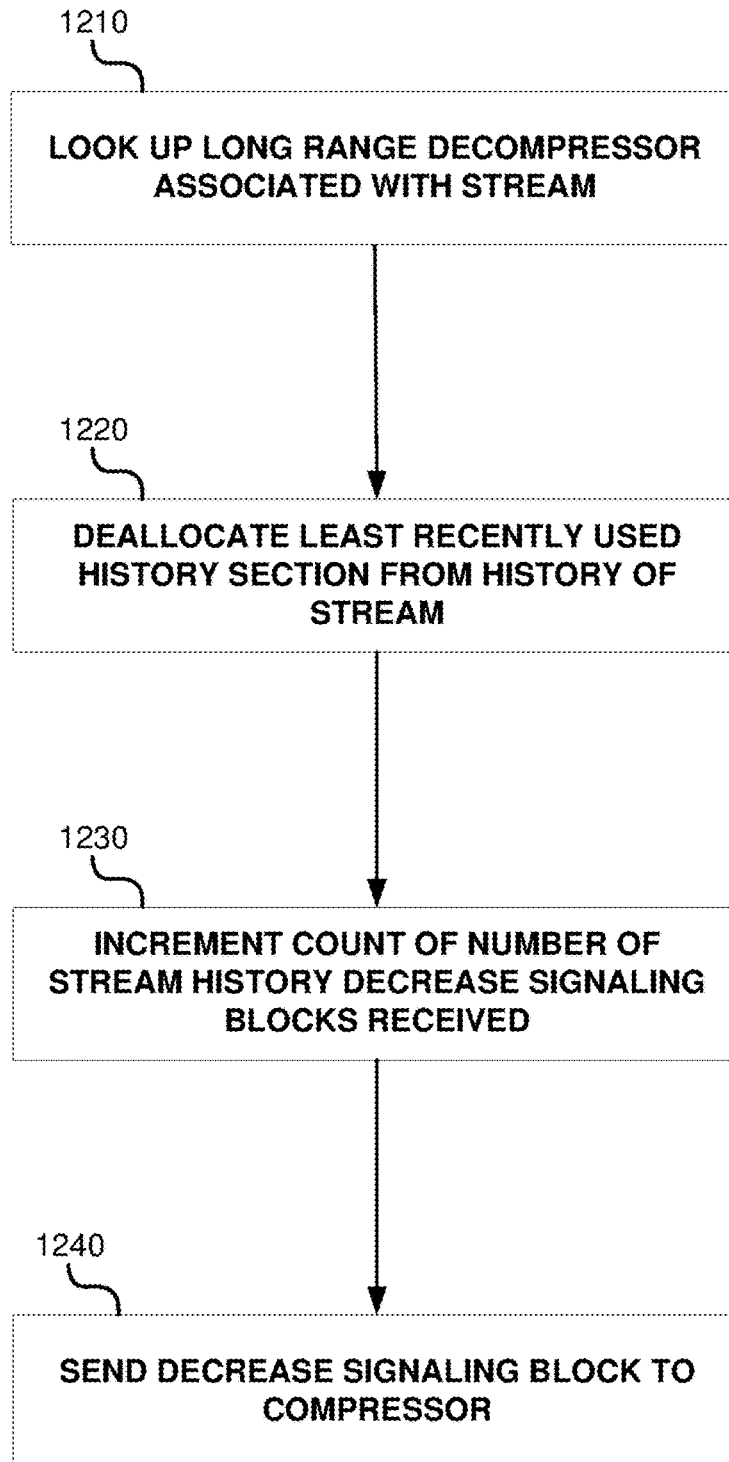 1210
LOOK UP LONG RANGE DECOMPRESSOR
ASSOCIATED WITH STREAM
1220
DEALLOCATE LEAST RECENTLY USED
HISTORY SECTION FROM HISTORY OF
STREAM
1230
INCREMENT COUNT OF NUMBER OF
STREAM HISTORY DECREASE SIGNALING
BLOCKS RECEIVED
1240
SEND DECREASE SIGNALING BLOCK TO
COMPRESSOR